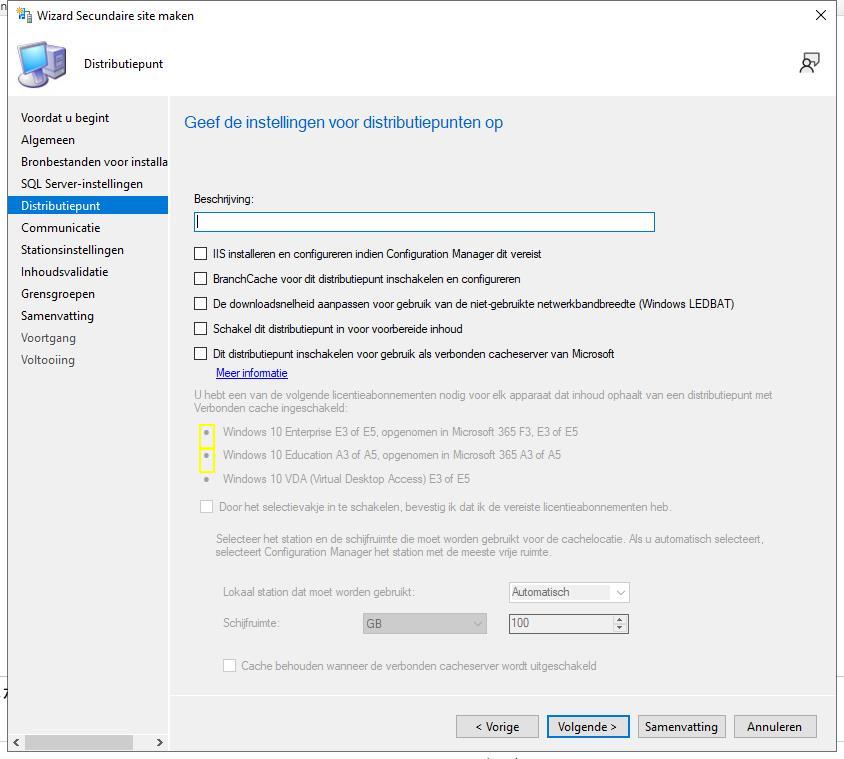 Wizard Secundaire site maken
Distributiepunt
Voordat u begint
Algemeen
Bronbestanden voor installa
SQL Server-instellingen
Distributiepunt
Communicatie
Stationsinstellingen
Inhoudsvalidatie
Grensgroepen
Samenvatting
Voortgang
Voltooiing
Geef de instellingen voor distributiepunten op
Beschrijving:
IIS installeren en configureren indien Configuration Manager dit vereist
BranchCache voor dit distributiepunt inschakelen en configureren
De downloadsnelheid aanpassen voor gebruik van de niet-gebruikte netwerkbandbreedte (Windows LEDBAT)
Schakel dit distributiepunt in voor voorbereide inhoud
Dit distributiepunt inschakelen voor gebruik als verbonden cacheserver van Microsoft
Meer informatie
U hebt een van de volgende licentieabonnementen nodig voor elk apparaat dat inhoud ophaalt van een distributiepunt met
Verbonden cache ingeschakeld:
• Windows 10 Enterprise E3 of E5, opgenomen in Microsoft 365 F3, E3 of E5
• Windows 10 Education A3 of A5, opgenomen in Microsoft 365 A3 of A5
• Windows 10 VDA (Virtual Desktop Access) E3 of E5
Door het selectievakje in te schakelen, bevestig ik dat ik de vereiste licentieabonnementen heb.
Selecteer het station en de schijfruimte die moet worden gebruikt voor de cachelocatie. Als u automatisch selecteert,
selecteert Configuration Manager het station met de meeste vrije ruimte.
Lokaal station dat moet worden gebruikt: Automatisch
Schijfruimte: GB 100
Cache behouden wanneer de verbonden cacheserver wordt uitgeschakeld
< Vorige Volgende > Samenvatting Annuleren